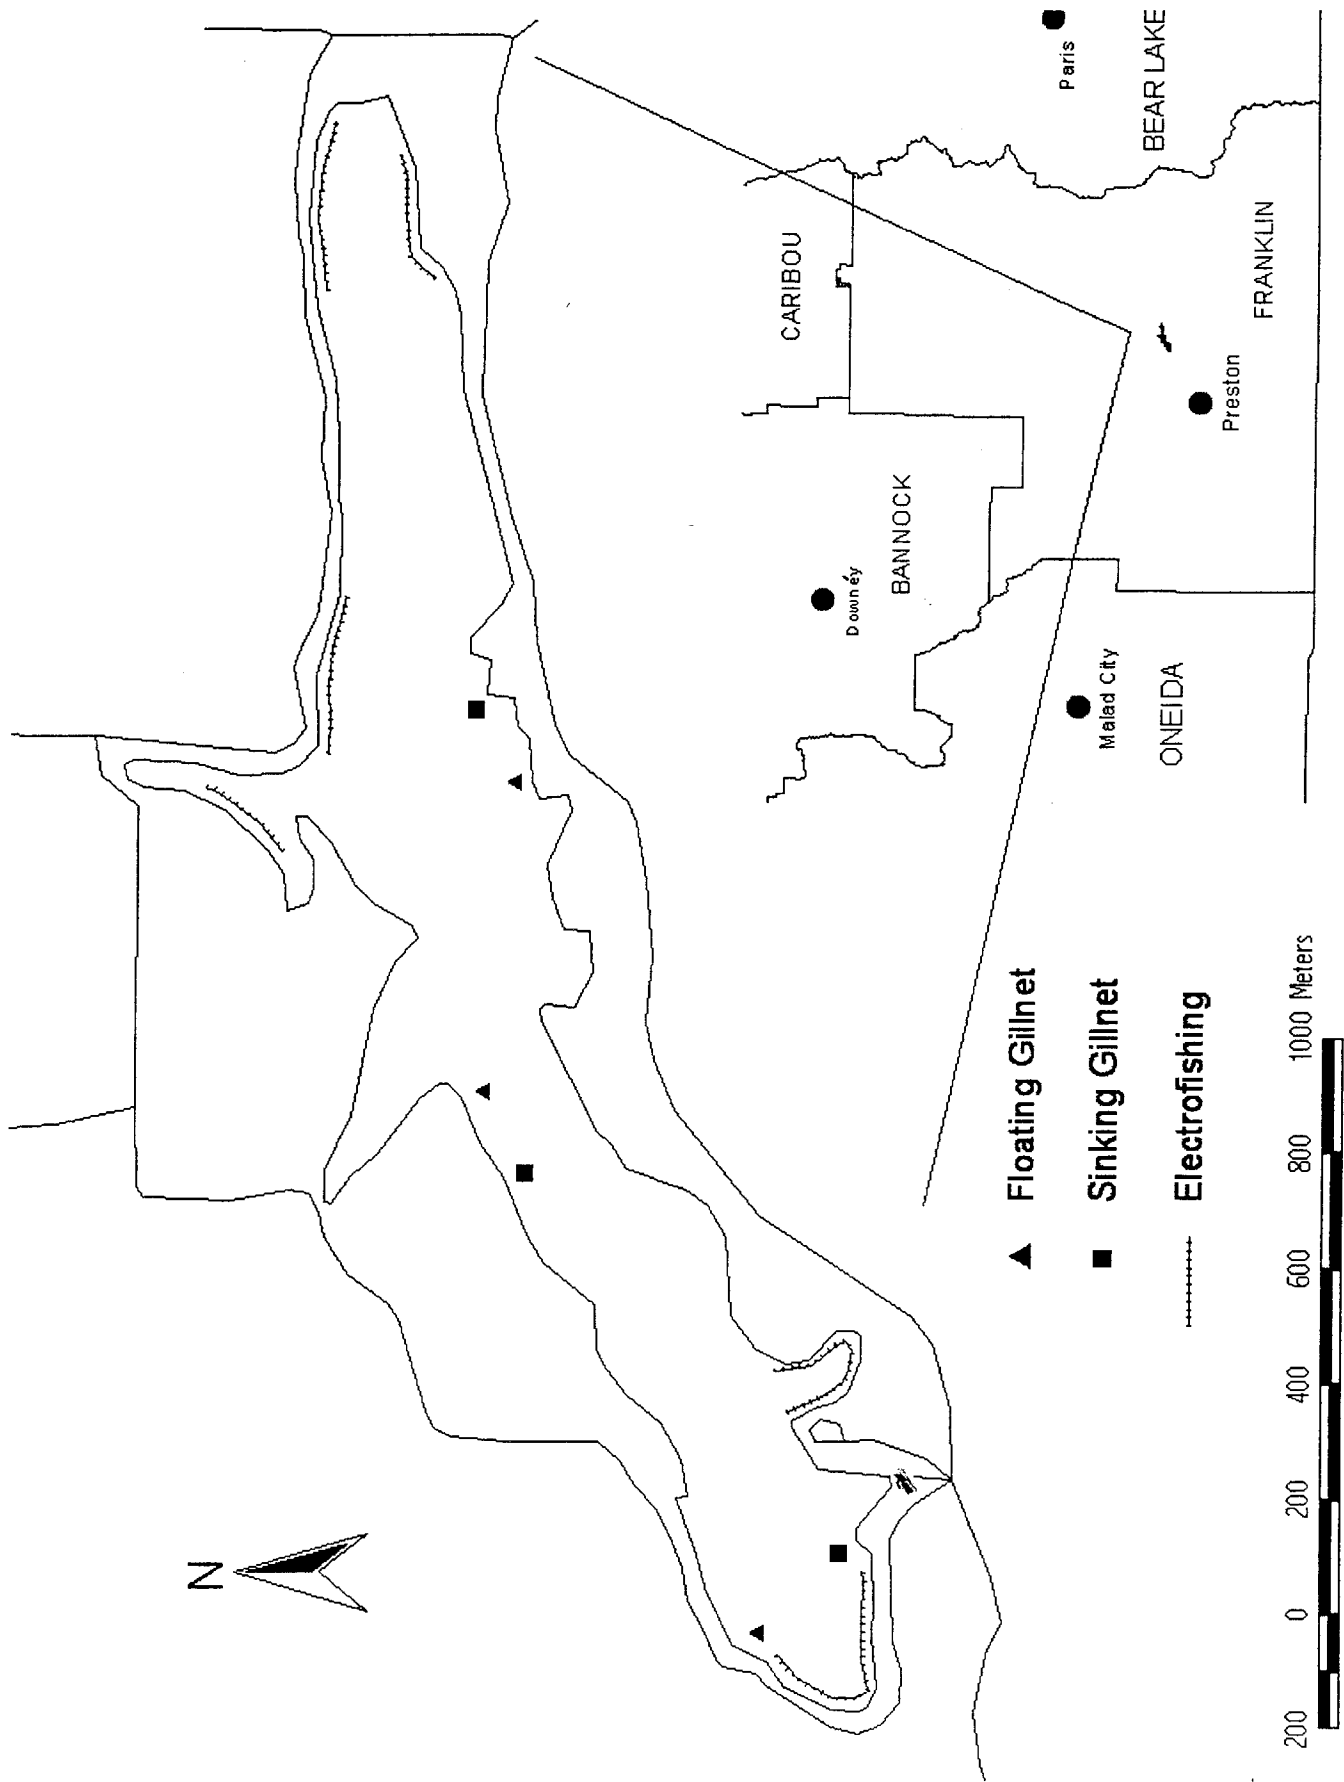 N
CARIBOU
BEAR LAKE
Paris
BANNOCK
Downey
FRANKLIN
Preston
Malad City
ONEIDA
Floating Gillnet
Sinking Gillnet
Electrofishing
200 0 200 400 600 800 1000 Meters